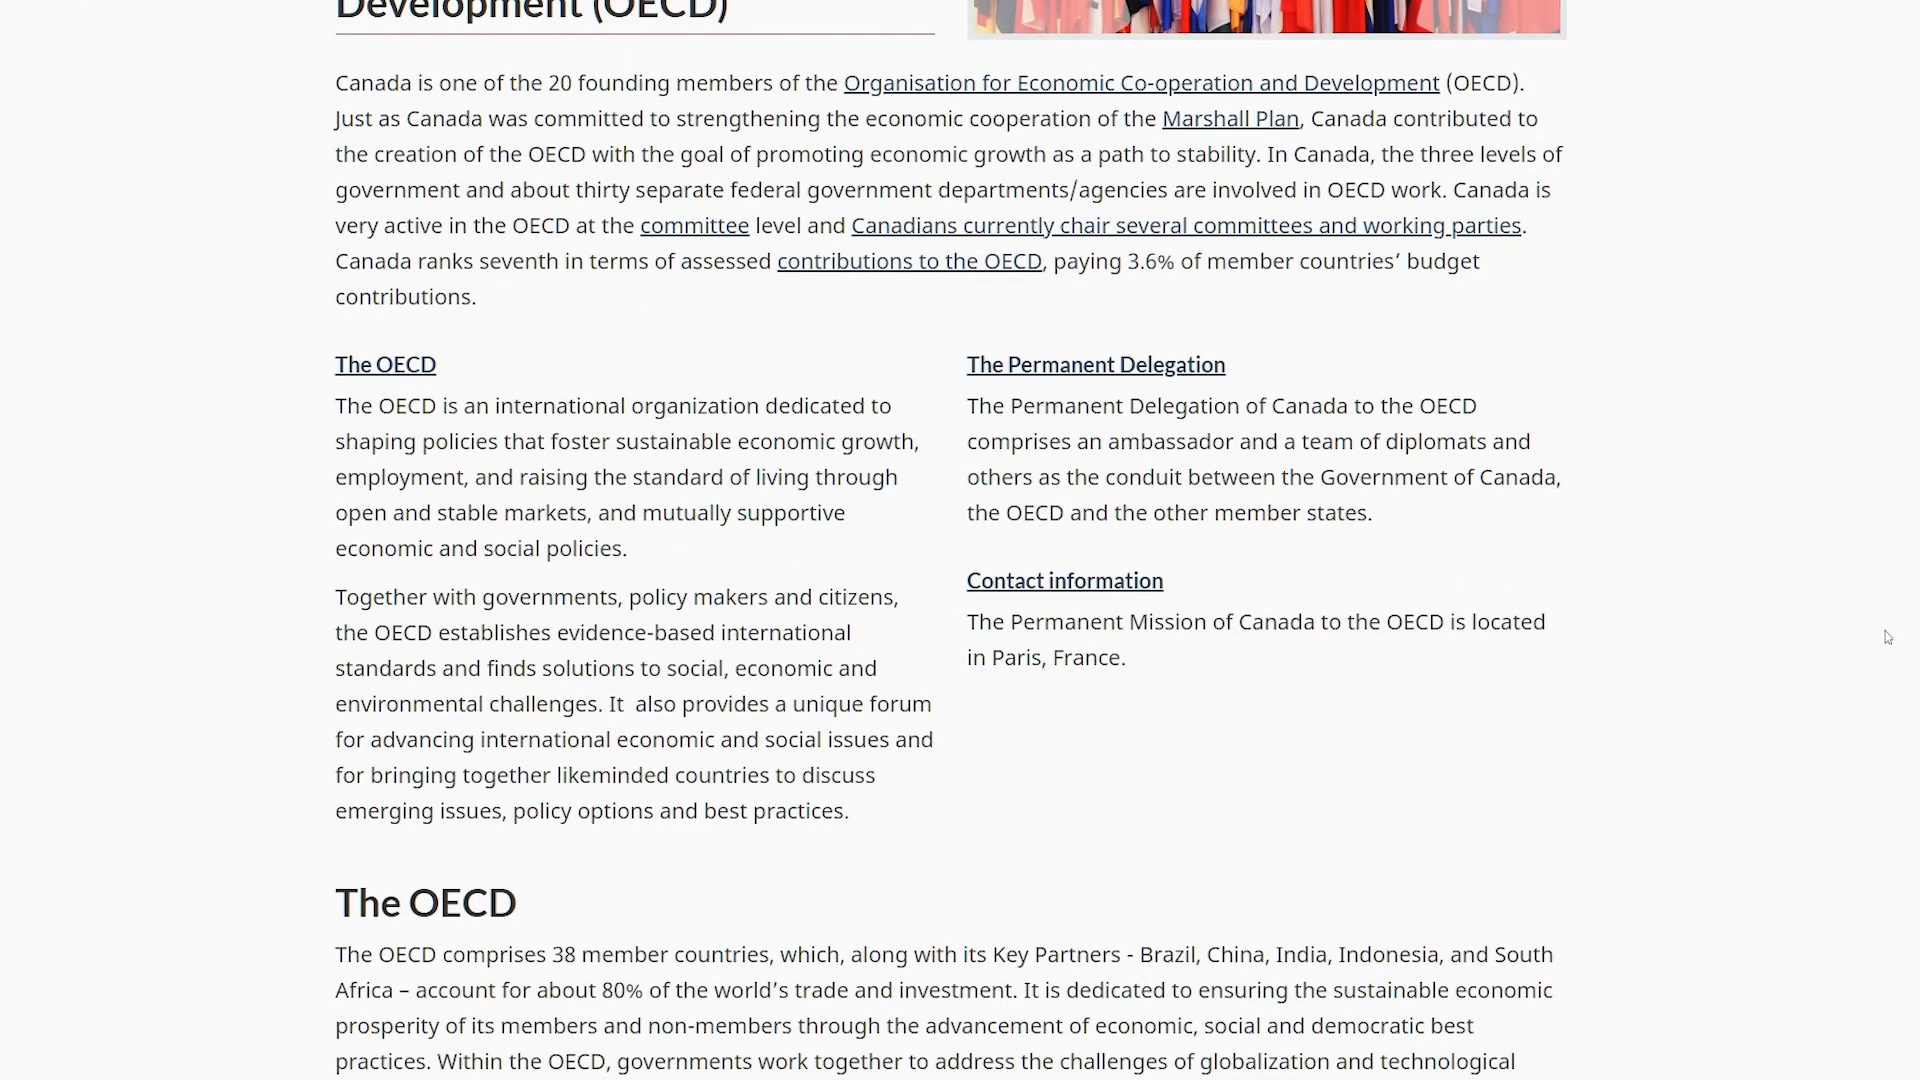 Development (OECD)
Canada is one of the 20 founding members of the Organisation for Economic Co-operation and Development (OECD).
Just as Canada was committed to strengthening the economic cooperation of the Marshall Plan, Canada contributed to
the creation of the OECD with the goal of promoting economic growth as a path to stability. In Canada, the three levels of
government and about thirty separate federal government departments/agencies are involved in OECD work. Canada is
very active in the OECD at the committee level and Canadians currently chair several committees and working parties.
Canada ranks seventh in terms of assessed contributions to the OECD, paying 3.6% of member countries’ budget
contributions.
The OECD
The OECD is an international organization dedicated to
shaping policies that foster sustainable economic growth,
employment, and raising the standard of living through
open and stable markets, and mutually supportive
economic and social policies.
Together with governments, policy makers and citizens,
the OECD establishes evidence-based international
standards and finds solutions to social, economic and
environmental challenges. It  also provides a unique forum
for advancing international economic and social issues and
for bringing together likeminded countries to discuss
emerging issues, policy options and best practices.
The Permanent Delegation
The Permanent Delegation of Canada to the OECD
comprises an ambassador and a team of diplomats and
others as the conduit between the Government of Canada,
the OECD and the other member states.
Contact information
The Permanent Mission of Canada to the OECD is located
in Paris, France.
The OECD
The OECD comprises 38 member countries, which, along with its Key Partners - Brazil, China, India, Indonesia, and South
Africa – account for about 80% of the world’s trade and investment. It is dedicated to ensuring the sustainable economic
prosperity of its members and non-members through the advancement of economic, social and democratic best
practices. Within the OECD, governments work together to address the challenges of globalization and technological